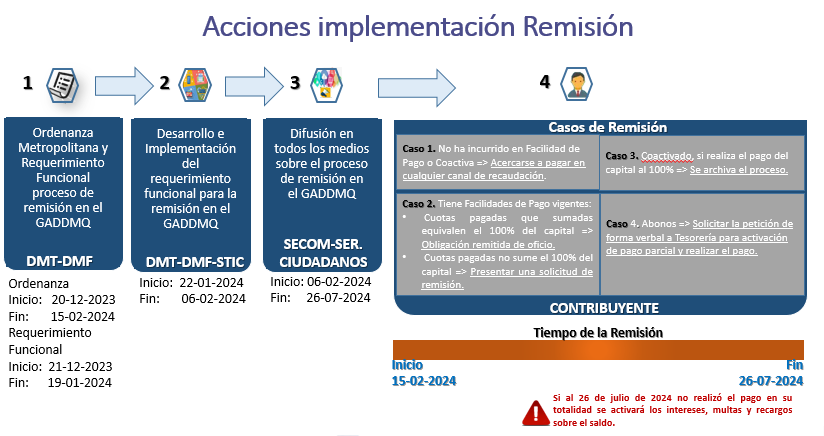 Acciones implementación Remisión
1
Ordenanza
Metropolitana y
Requerimiento
Funcional
proceso de
remisión en el
GADDMQ
DMT-DMF
Ordenanza
Inicio: 20-12-2023
Fin: 15-02-2024
Requerimiento
Funcional
Inicio: 21-12-2023
Fin: 19-01-2024
2
Desarrollo e
Implementación
del
requerimiento
funcional para la
remisión en el
GADDMQ
DMT-DMF-STIC
Inicio: 22-01-2024
Fin: 06-02-2024
3
Difusión en
todos los medios
sobre el proceso
de remisión en
el GADDMQ
SECOM-SER.
CIUDADANOS
Inicio: 06-02-2024
Fin: 26-07-2024
4
Casos de Remisión
Caso 1. No ha incurrido en Facilidad de
Pago o Coactiva => Acercarse a pagar en
cualquier canal de recaudación.
Caso 2. Tiene Facilidades de Pago vigentes:
• Cuotas pagadas que sumadas
equivalen el 100% del capital =>
Obligación remitida de oficio.
• Cuotas pagadas no sume el 100% del
capital => Presentar una solicitud de
remisión.
Caso 3. Coactivado, si realiza el pago del
capital al 100% => Se archiva el proceso.
Caso 4. Abonos => Solicitar la petición de
forma verbal a Tesorería para activación
de pago parcial y realizar el pago.
CONTRIBUYENTE
Tiempo de la Remisión
Inicio
15-02-2024
Fin
26-07-2024
Si al 26 de julio de 2024 no realizó el pago en su
totalidad se activará los intereses, multas y recargos
sobre el saldo.